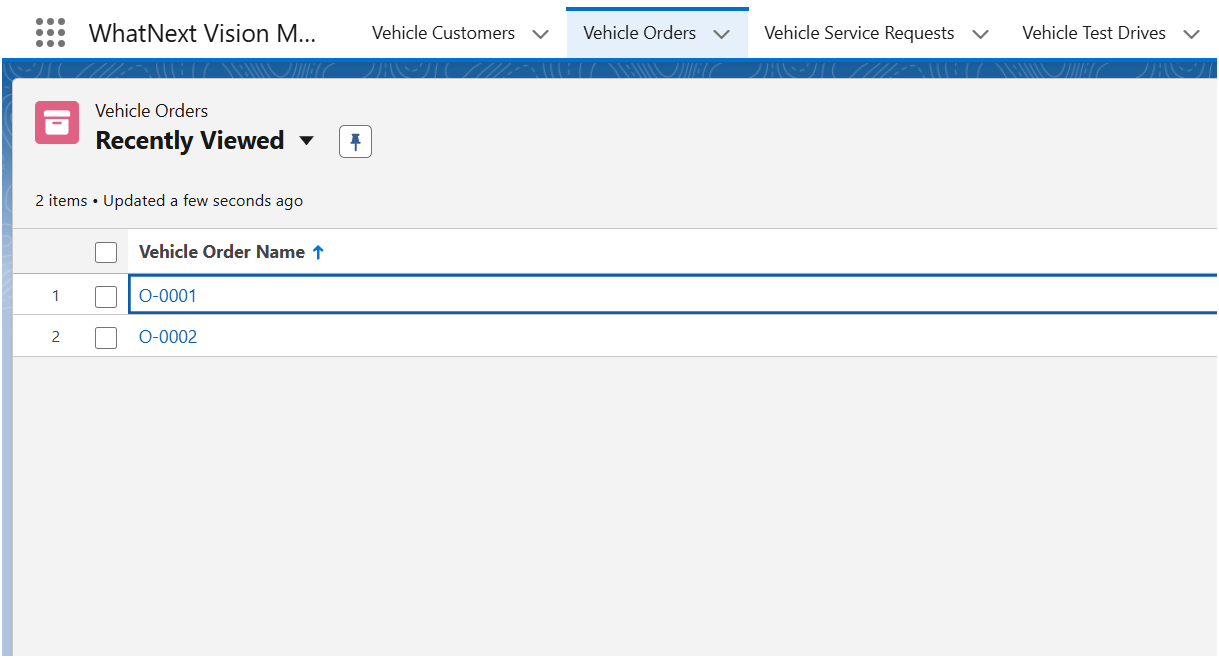 WhatNext Vision M... Vehicle Customers Vehicle Orders Vehicle Service Requests Vehicle Test Drives
Vehicle Orders
Recently Viewed
2 items • Updated a few seconds ago
Vehicle Order Name
1 O-0001
2 O-0002